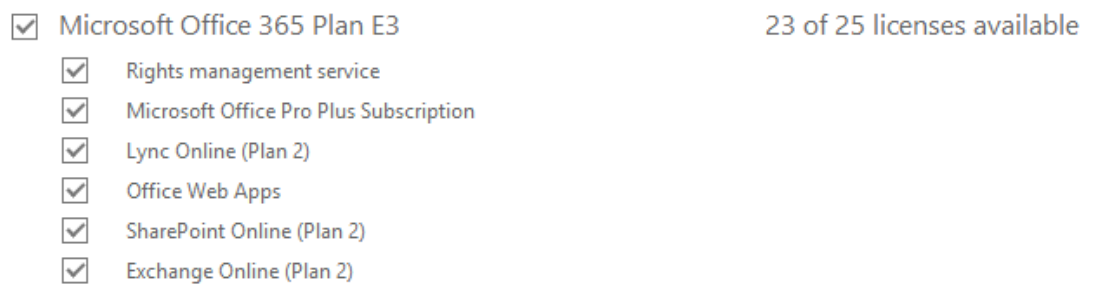 Microsoft Office 365 Plan E3 23 of 25 licenses available
Rights management service
Microsoft Office Pro Plus Subscription
Lync Online (Plan 2)
Office Web Apps
SharePoint Online (Plan 2)
Exchange Online (Plan 2)